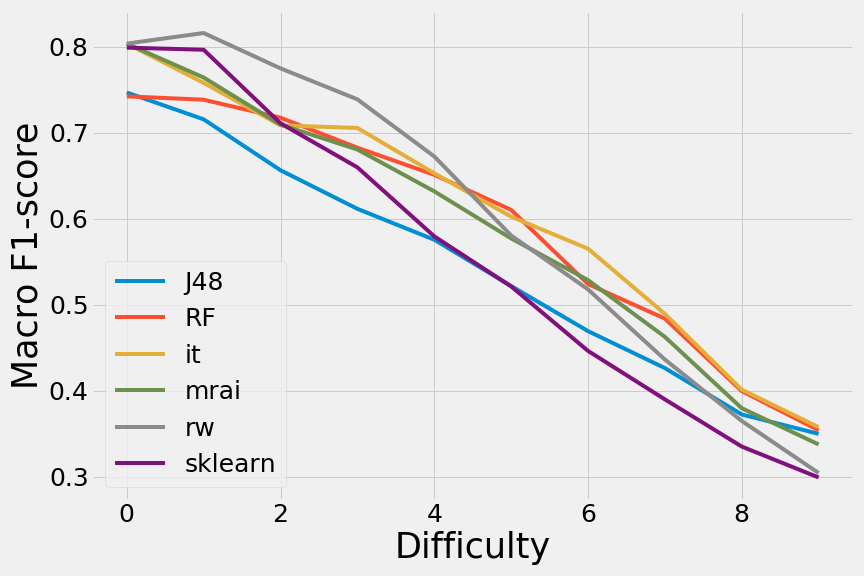 Macro F1-score
0.8
0.7
0.6
0.5
0.4
0.3
J48
RF
it
mrai
rw
sklearn
0 2 4 6 8
Difficulty